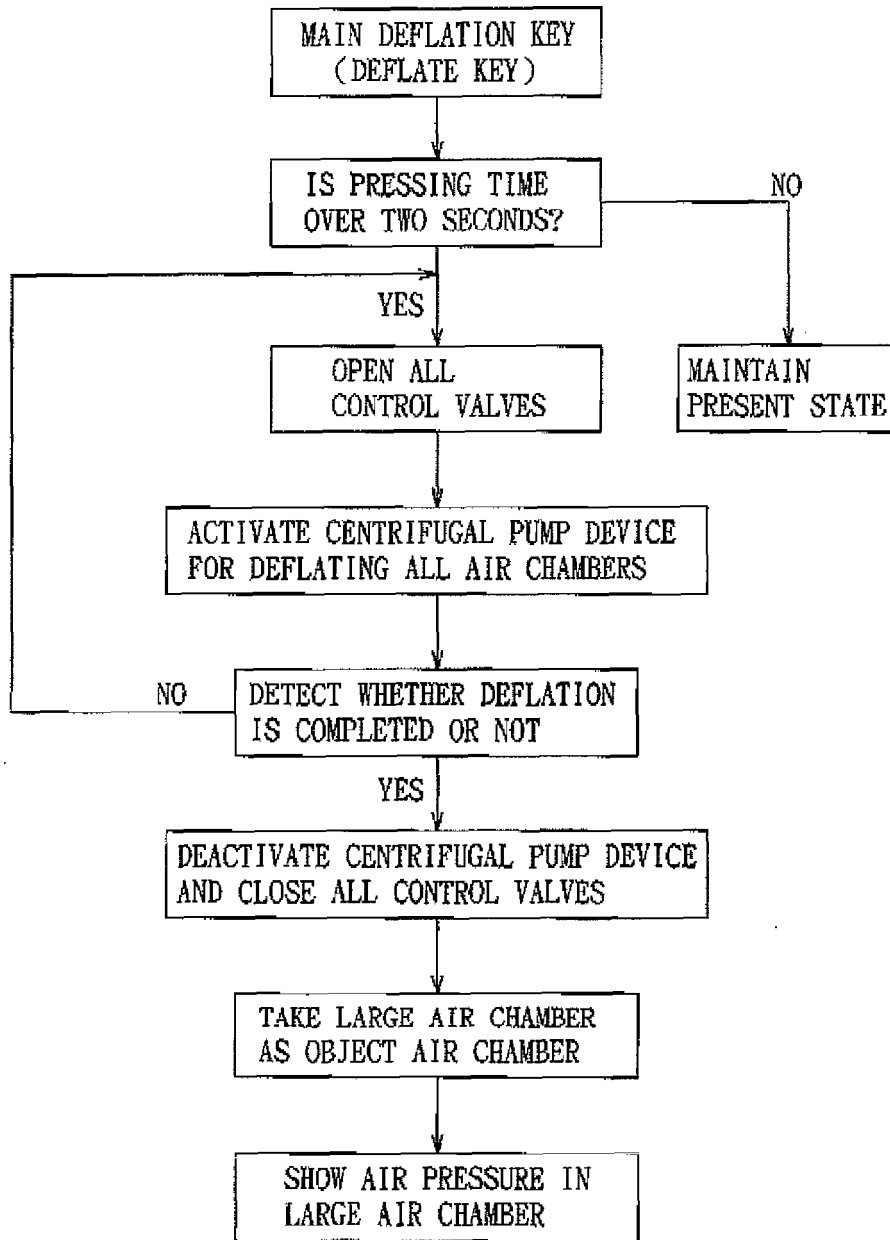 MAIN DEFLATION KEY
(DEFLATE KEY)
IS PRESSING TIME
OVER TWO SECONDS?
NO
YES
OPEN ALL
CONTROL VALVES
MAINTAIN
PRESENT STATE
ACTIVATE CENTRIFUGAL PUMP DEVICE
FOR DEFLATING ALL AIR CHAMBERS
NO
DETECT WHETHER DEFLATION
IS COMPLETED OR NOT
YES
DEACTIVATE CENTRIFUGAL PUMP DEVICE
AND CLOSE ALL CONTROL VALVES
TAKE LARGE AIR CHAMBER
AS OBJECT AIR CHAMBER
SHOW AIR PRESSURE IN
LARGE AIR CHAMBER